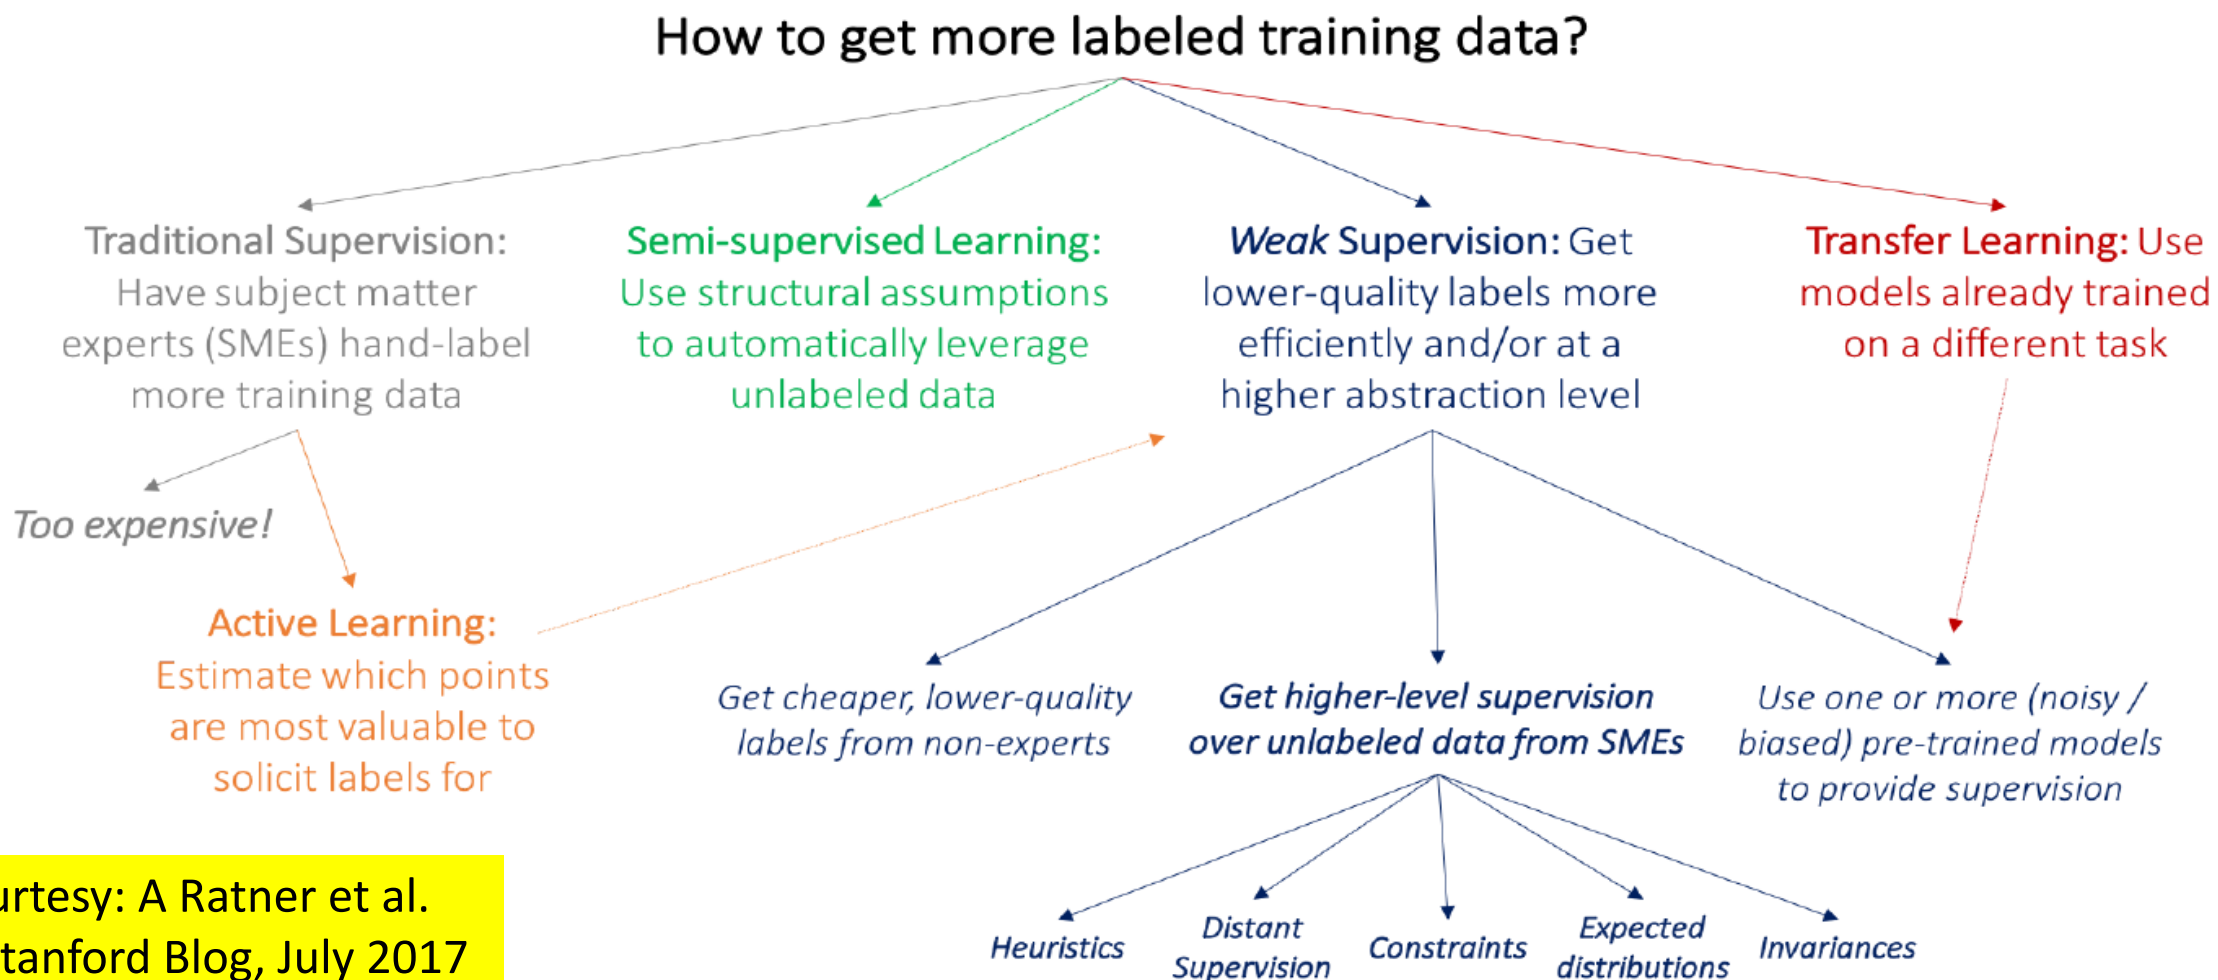 How to get more labeled training data?
Traditional Supervision:
Have subject matter
experts (SMEs) hand-label
more training data
Semi-supervised Learning:
Use structural assumptions
to automatically leverage
unlabeled data
Weak Supervision: Get
lower-quality labels more
efficiently and/or at a
higher abstraction level
Transfer Learning: Use
models already trained
on a different task
Too expensive!
Active Learning:
Estimate which points
are most valuable to
solicit labels for
Get cheaper, lower-quality
labels from non-experts
Get higher-level supervision
over unlabeled data from SMEs
Use one or more (noisy /
biased) pre-trained models
to provide supervision
Heuristics
Distant
Supervision
Constraints
Expected
distributions
Invariances
urtesy: A Ratner et al.
tanford Blog, July 2017